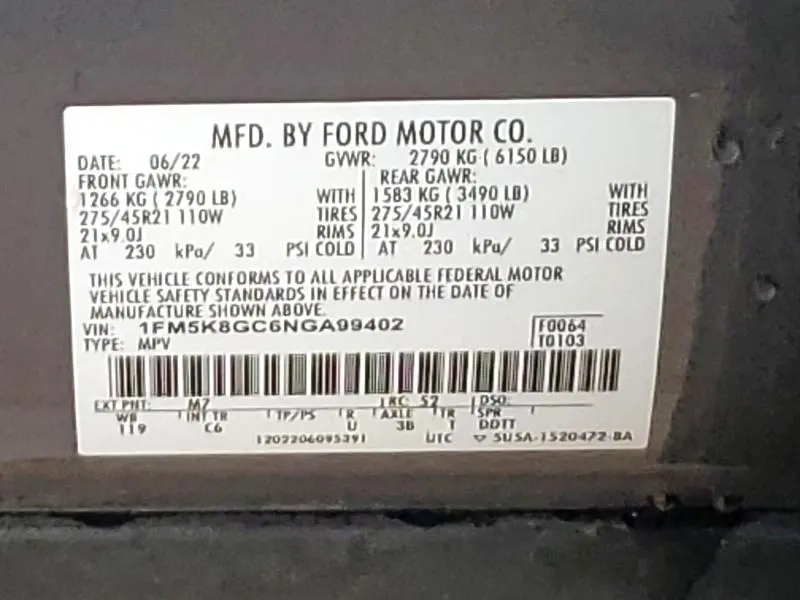 MFD. BY FORD MOTOR CO.
DATE: 06/22 GVWR: 2790 KG ( 6150 LB)
FRONT GAWR: REAR GAWR:
1266 KG ( 2790 LB) WITH 1583 KG ( 3490 LB) WITH
275/45R21 110W TIRES 275/45R21 110W TIRES
21x9.0J RIMS 21x9.0J RIMS
AT 230 kPa/ 33 PSI COLD AT 230 kPa/ 33 PSI COLD
THIS VEHICLE CONFORMS TO ALL APPLICABLE FEDERAL MOTOR
VEHICLE SAFETY STANDARDS IN EFFECT ON THE DATE OF
MANUFACTURE SHOWN ABOVE.
VIN: 1FM5K8GC6NGA99402 F0064
TYPE: MPV T0103
EXT PNT: M7 RC: 52 DSO:
WB INT TR TP/PS R AXLE TR SPR
119 C6 U 3B T DDTT
1202206095391 UTC ▽ 5U5A-1520472-BA